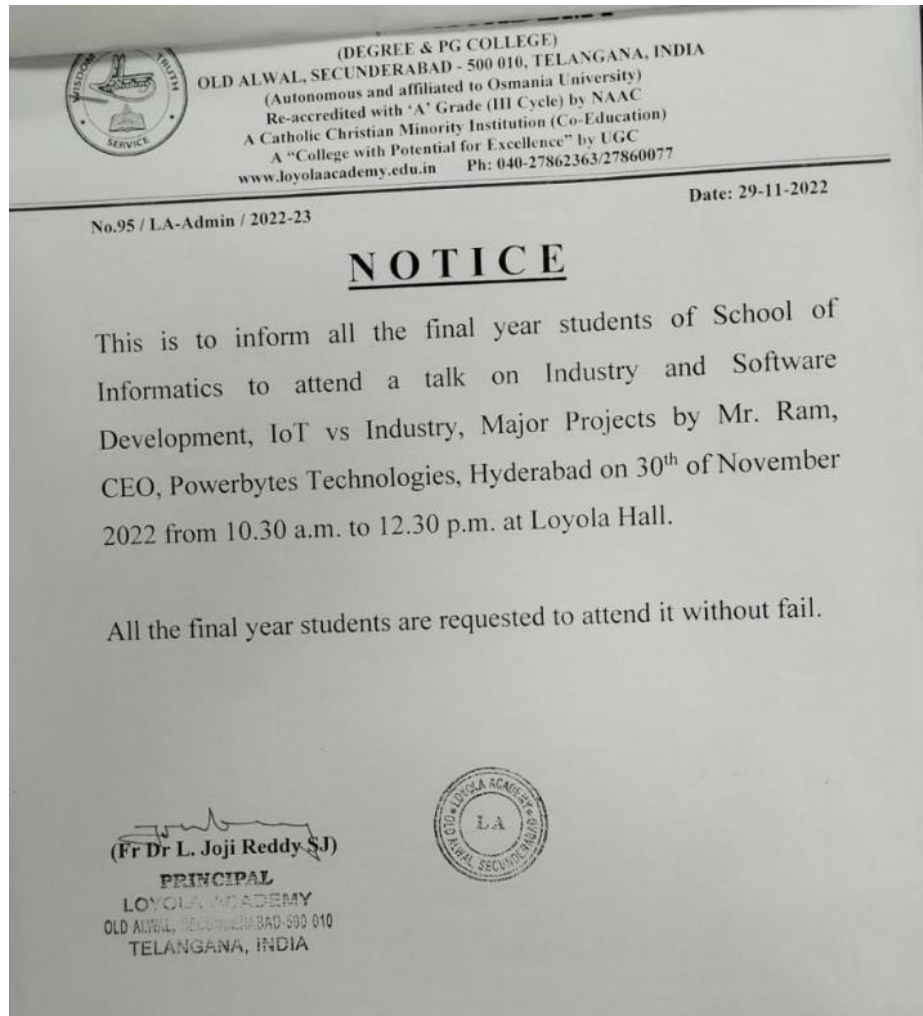 WISDOM TRUTH
SERVICE
(DEGREE & PG COLLEGE)
OLD ALWAL, SECUNDERABAD - 500 010, TELANGANA, INDIA
(Autonomous and affiliated to Osmania University)
Re-accredited with ‘A’ Grade (III Cycle) by NAAC
A Catholic Christian Minority Institution (Co-Education)
A “College with Potential for Excellence” by UGC
www.loyolaacademy.edu.in Ph: 040-27862363/27860077
No.95 / LA-Admin / 2022-23 Date: 29-11-2022
NOTICE
This is to inform all the final year students of School of
Informatics to attend a talk on Industry and Software
Development, IoT vs Industry, Major Projects by Mr. Ram,
CEO, Powerbytes Technologies, Hyderabad on 30th of November
2022 from 10.30 a.m. to 12.30 p.m. at Loyola Hall.
All the final year students are requested to attend it without fail.
(Fr Dr L. Joji Reddy SJ)
PRINCIPAL
LOYOLA ACADEMY
OLD ALWAL, SECUNDERABAD-500 010
TELANGANA, INDIA
LOYOLA ACADEMY
LA
OLD ALWAL, SECUNDERABAD